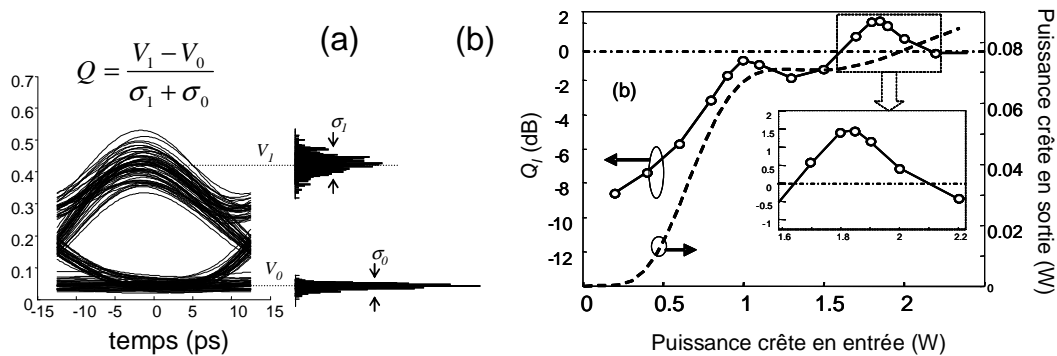 (a)
Q = (V1 − V0) / (σ1 + σ0)
0.7
0.6
0.5
0.4
0.3
0.2
0.1
0
-15 -10 -5 0 5 10 15
temps (ps)
V1
V0
σ1
σ0
(b)
QI (dB)
2
0
-2
-4
-6
-8
-10
-12
(b)
0 0.5 1 1.5 2
Puissance crête en entrée (W)
1.5
1
0.5
0
-0.5
-1
1.6 1.8 2 2.2
0.08
0.06
0.04
0.02
0
Puissance crête en sortie (W)